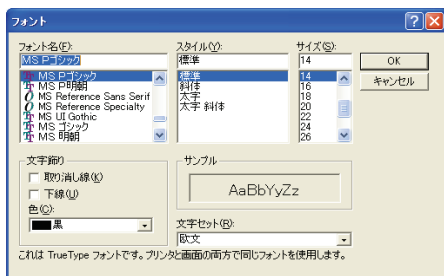 フォント
フォント名(F):
MS Pゴシック
MS Pゴシック
MS P明朝
MS Reference Sans Serif
MS Reference Specialty
MS UI Gothic
MS ゴシック
MS 明朝
スタイル(Y):
標準
標準
斜体
太字
太字 斜体
サイズ(S):
14
14
16
18
20
22
24
26
OK
キャンセル
文字飾り
取り消し線(K)
下線(U)
色(C):
黒
サンプル
AaBbYyZz
文字セット(R):
欧文
これは TrueType フォントです。プリンタと画面の両方で同じフォントを使用します。